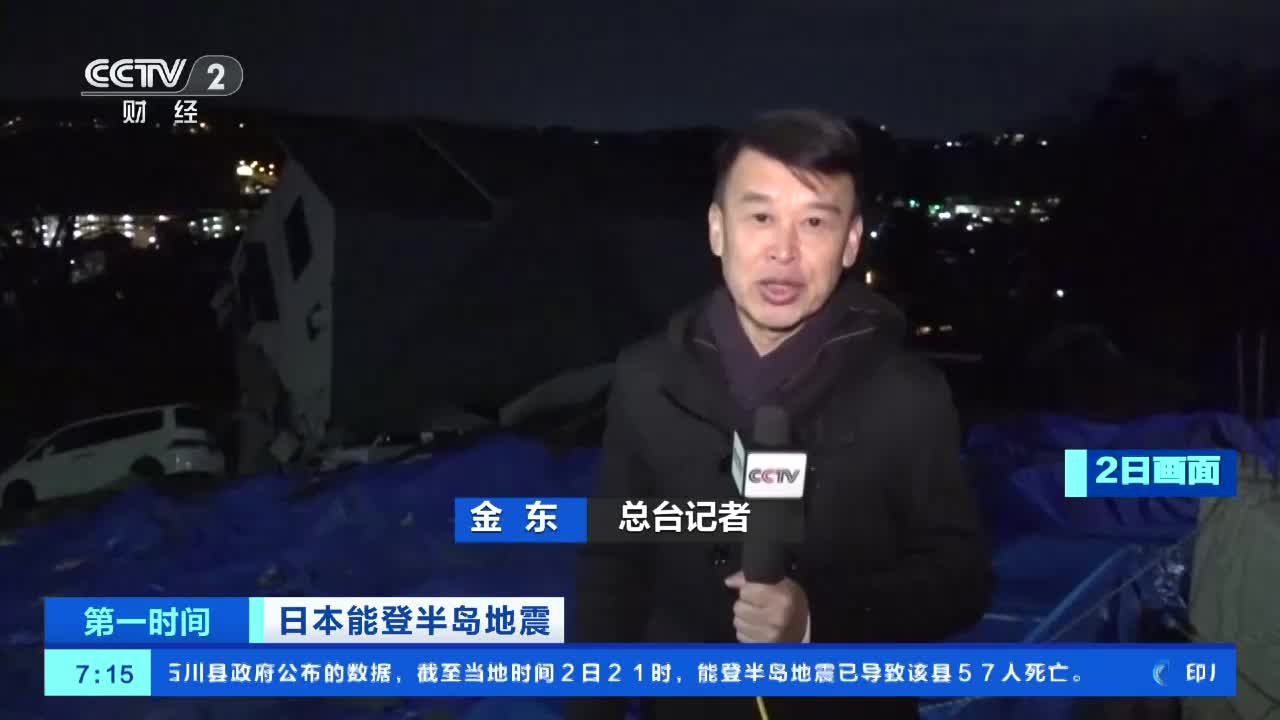 CCTV 2
财 经
CCTV
2日画面
金 东 总台记者
第一时间 日本能登半岛地震
7:15 石川县政府公布的数据，截至当地时间2日21时，能登半岛地震已导致该县57人死亡。 印